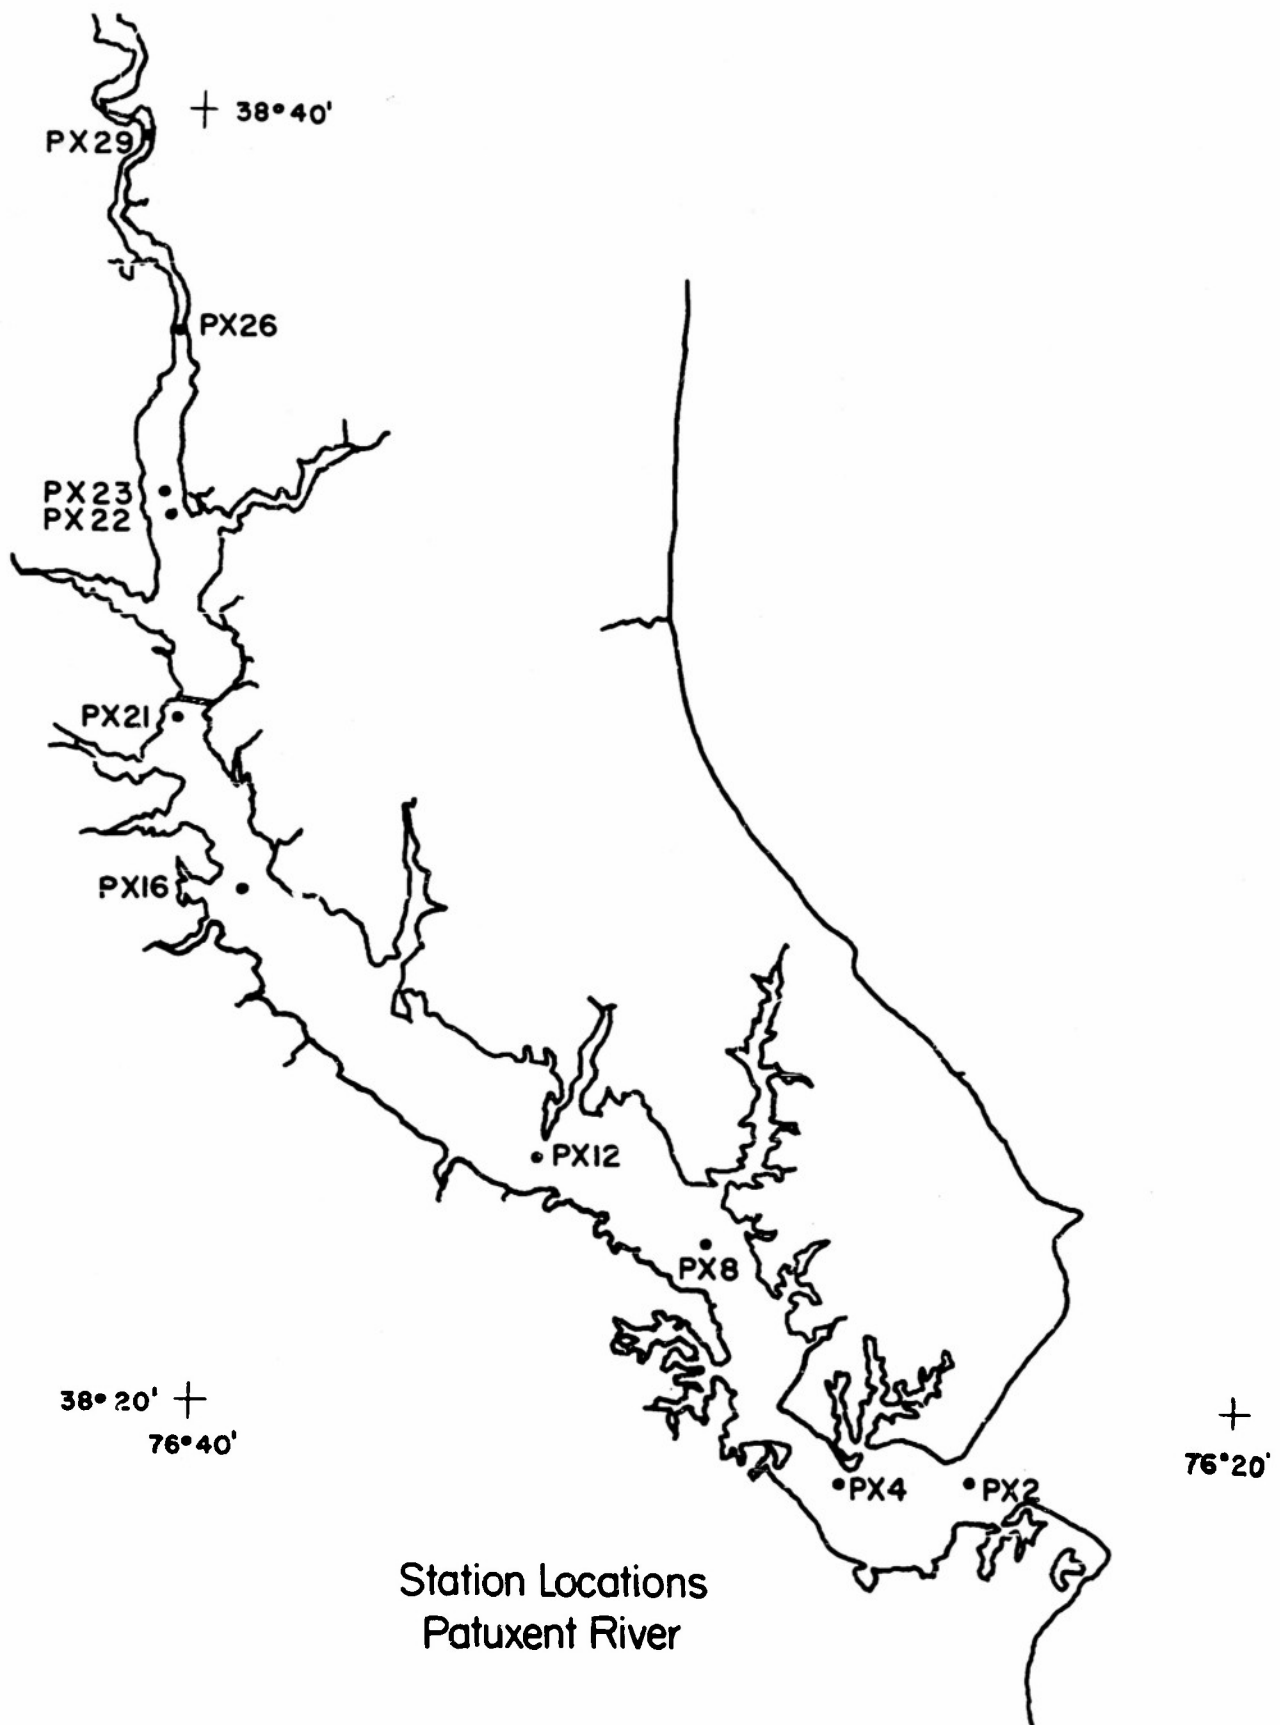 38°40'
PX29
PX26
PX23
PX22
PX21
PX16
PX12
PX8
38°20'
76°40'
76°20'
PX4
PX2
Station Locations
Patuxent River